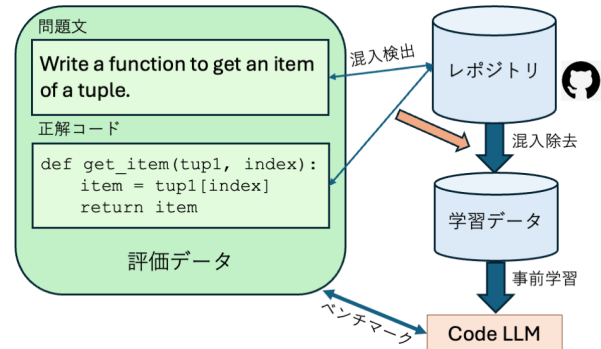 問題文
Write a function to get an item
of a tuple.
正解コード
def get_item(tup1, index):
    item = tup1[index]
    return item
評価データ
混入検出
レポジトリ
混入除去
学習データ
事前学習
ベンチマーク
Code LLM